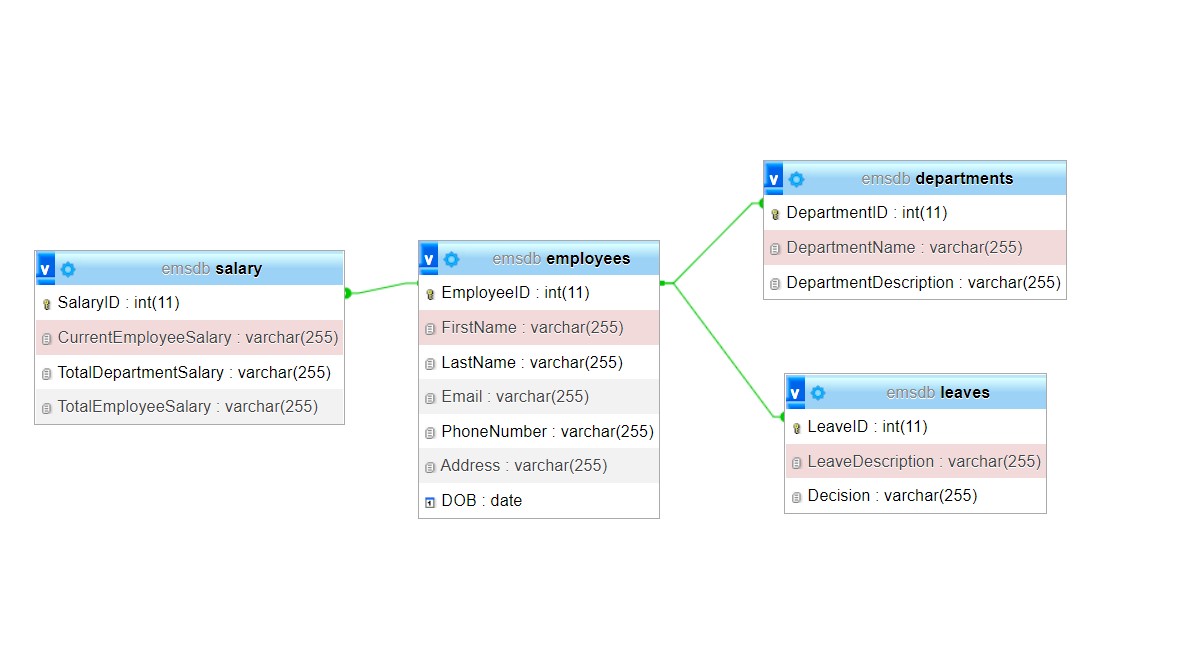 v emsdb salary
SalaryID : int(11)
CurrentEmployeeSalary : varchar(255)
TotalDepartmentSalary : varchar(255)
TotalEmployeeSalary : varchar(255)
v emsdb employees
EmployeeID : int(11)
FirstName : varchar(255)
LastName : varchar(255)
Email : varchar(255)
PhoneNumber : varchar(255)
Address : varchar(255)
DOB : date
v emsdb departments
DepartmentID : int(11)
DepartmentName : varchar(255)
DepartmentDescription : varchar(255)
v emsdb leaves
LeaveID : int(11)
LeaveDescription : varchar(255)
Decision : varchar(255)